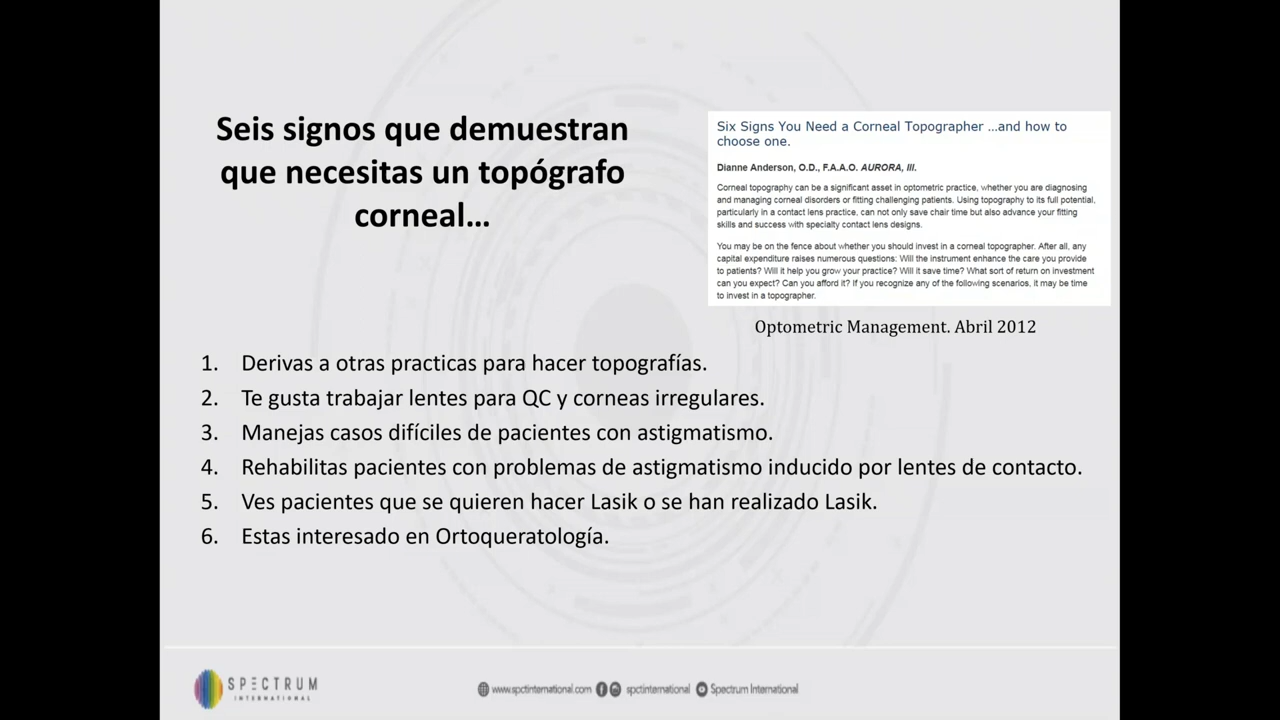 Seis signos que demuestran
que necesitas un topógrafo
corneal...
Six Signs You Need a Corneal Topographer ...and how to
choose one.
Dianne Anderson, O.D., F.A.A.O. AURORA, Ill.
Corneal topography can be a significant asset in optometric practice, whether you are diagnosing
and managing corneal disorders or fitting challenging patients. Using topography to its full potential,
particularly in a contact lens practice, can not only save chair time but also advance your fitting
skills and success with specialty contact lens designs.
You may be on the fence about whether you should invest in a corneal topographer. After all, any
capital expenditure raises numerous questions: Will the instrument enhance the care you provide
to patients? Will it help you grow your practice? Will it save time? What sort of return on investment
can you expect? Can you afford it? If you recognize any of the following scenarios, it may be time
to invest in a topographer.
Optometric Management. Abril 2012
1. Derivas a otras practicas para hacer topografías.
2. Te gusta trabajar lentes para QC y corneas irregulares.
3. Manejas casos difíciles de pacientes con astigmatismo.
4. Rehabilitas pacientes con problemas de astigmatismo inducido por lentes de contacto.
5. Ves pacientes que se quieren hacer Lasik o se han realizado Lasik.
6. Estas interesado en Ortoqueratología.
SPECTRUM
INTERNATIONAL
www.spctinternational.com spctinternational Spectrum International